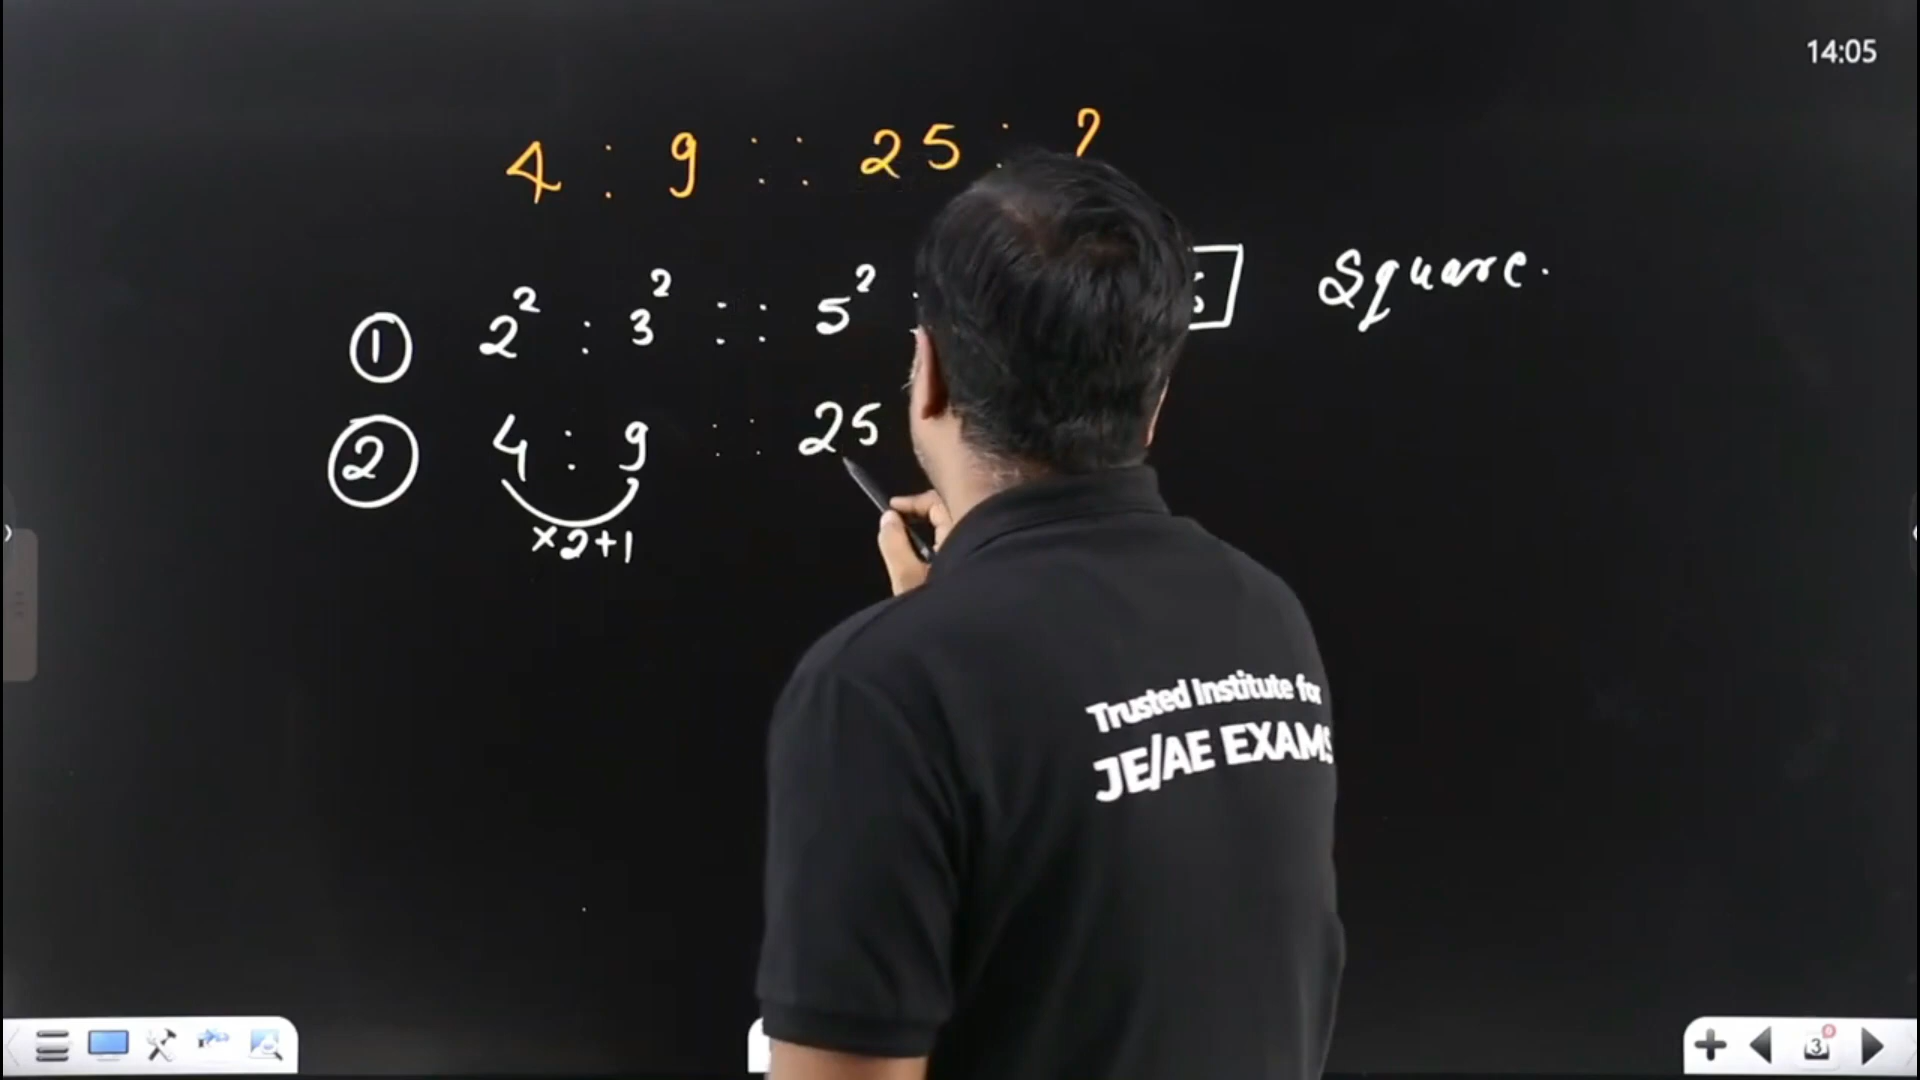 14:05
4 : 9 :: 25 : ?
① 2² : 3² :: 5² : Square.
② 4 : 9 :: 25
×2+1
Trusted Institute for
JE/AE EXAMS
3